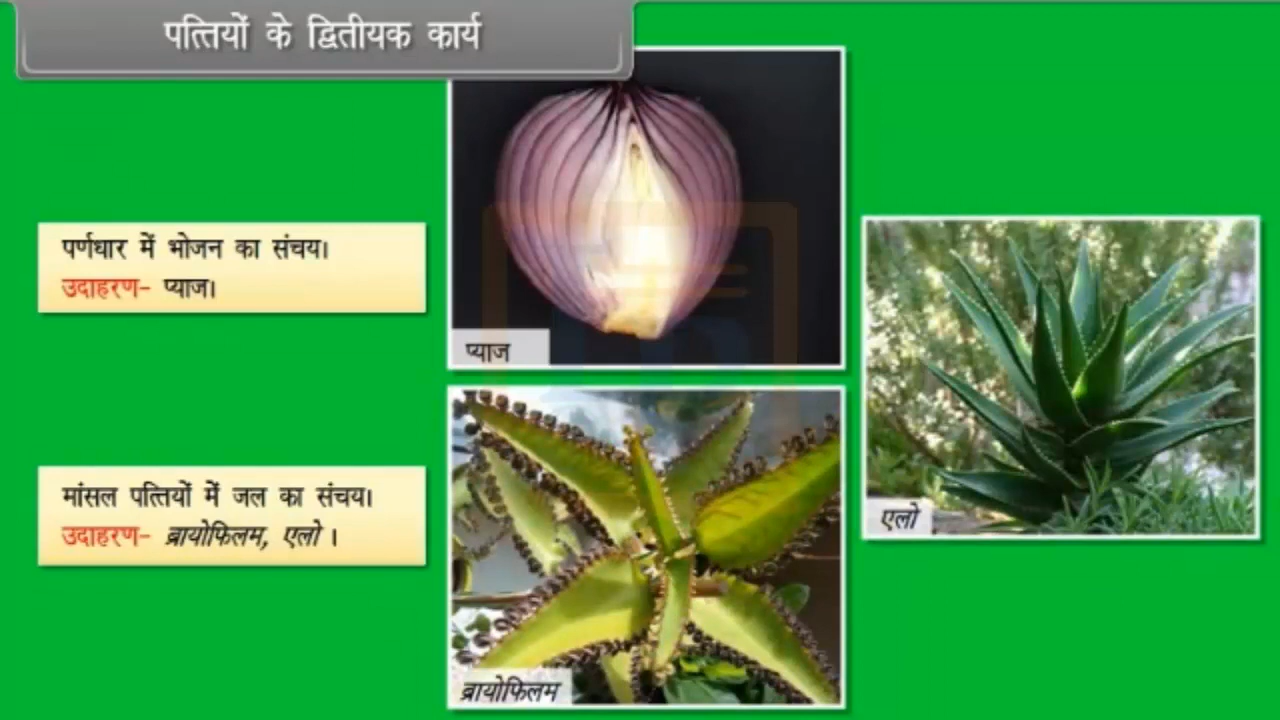 पत्तियों के द्वितीयक कार्य
पर्णधार में भोजन का संचय।
उदाहरण- प्याज।
प्याज
मांसल पत्तियों में जल का संचय।
उदाहरण- ब्रायोफिलम, एलो ।
एलो
ब्रायोफिलम